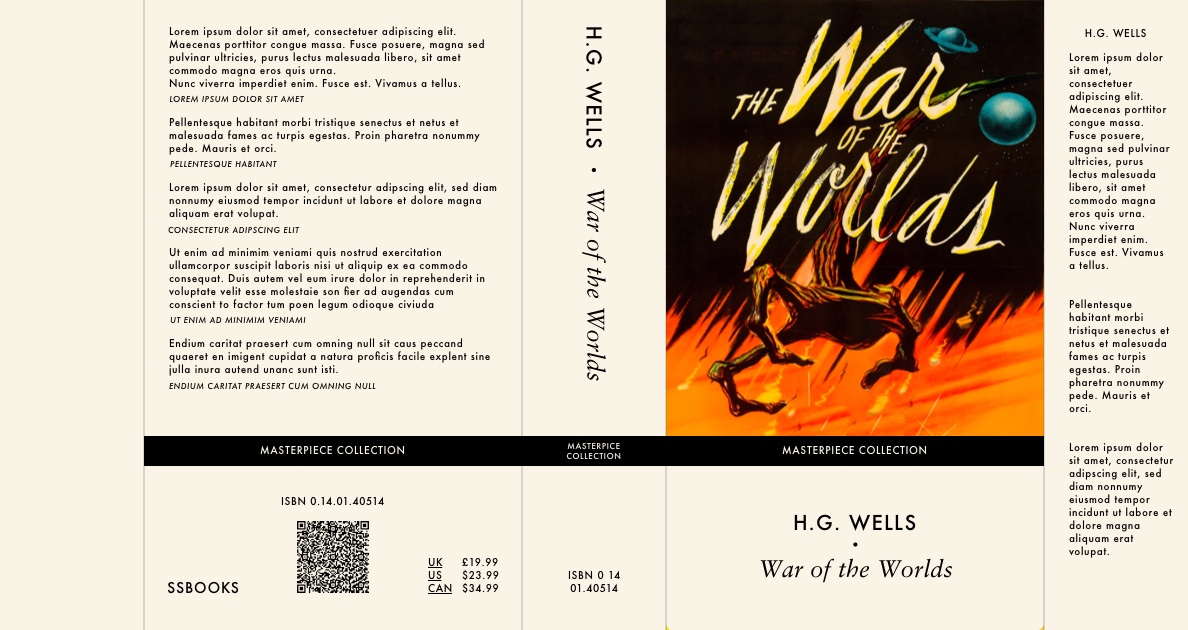 Lorem ipsum dolor sit amet, consectetuer adipiscing elit.
Maecenas porttitor congue massa. Fusce posuere, magna sed
pulvinar ultricies, purus lectus malesuada libero, sit amet
commodo magna eros quis urna.
Nunc viverra imperdiet enim. Fusce est. Vivamus a tellus.
LOREM IPSUM DOLOR SIT AMET
Pellentesque habitant morbi tristique senectus et netus et
malesuada fames ac turpis egestas. Proin pharetra nonummy
pede. Mauris et orci.
PELLENTESQUE HABITANT
Lorem ipsum dolor sit amet, consectetur adipscing elit, sed diam
nonnumy eiusmod tempor incidunt ut labore et dolore magna
aliquam erat volupat.
CONSECTETUR ADIPSCING ELIT
Ut enim ad minimim veniami quis nostrud exercitation
ullamcorpor suscipit laboris nisi ut aliquip ex ea commodo
consequat. Duis autem vel eum irure dolor in reprehenderit in
voluptate velit esse molestaie son fier ad augendas cum
conscient to factor tum poen legum odioque civiuda
UT ENIM AD MINIMIM VENIAMI
Endium caritat praesert cum omning null sit caus peccand
quaeret en imigent cupidat a natura proficis facile explent sine
julla inura autend unanc sunt isti.
ENDIUM CARITAT PRAESERT CUM OMNING NULL
MASTERPIECE COLLECTION
ISBN 0.14.01.40514
SSBOOKS
UK £19.99
US $23.99
CAN $34.99
H.G. WELLS • War of the Worlds
MASTERPICE
COLLECTION
ISBN 0 14
01.40514
THE War
OF THE
Worlds
MASTERPIECE COLLECTION
H.G. WELLS
•
War of the Worlds
H.G. WELLS
Lorem ipsum dolor
sit amet,
consectetuer
adipiscing elit.
Maecenas porttitor
congue massa.
Fusce posuere,
magna sed pulvinar
ultricies, purus
lectus malesuada
libero, sit amet
commodo magna
eros quis urna.
Nunc viverra
imperdiet enim.
Fusce est. Vivamus
a tellus.
Pellentesque
habitant morbi
tristique senectus et
netus et malesuada
fames ac turpis
egestas. Proin
pharetra nonummy
pede. Mauris et
orci.
Lorem ipsum dolor
sit amet, consectetur
adipscing elit, sed
diam nonnumy
eiusmod tempor
incidunt ut labore et
dolore magna
aliquam erat
volupat.